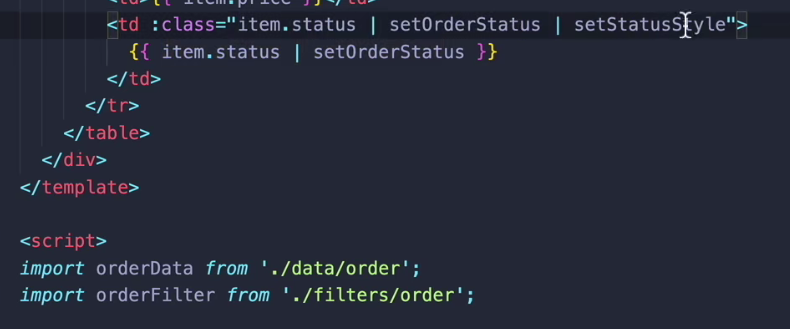 <td>{{ item.price }}</td>
<td :class="item.status | setOrderStatus | setStatusStyle">
{{ item.status | setOrderStatus }}
</td>
</tr>
</table>
</div>
</template>
<script>
import orderData from './data/order';
import orderFilter from './filters/order';